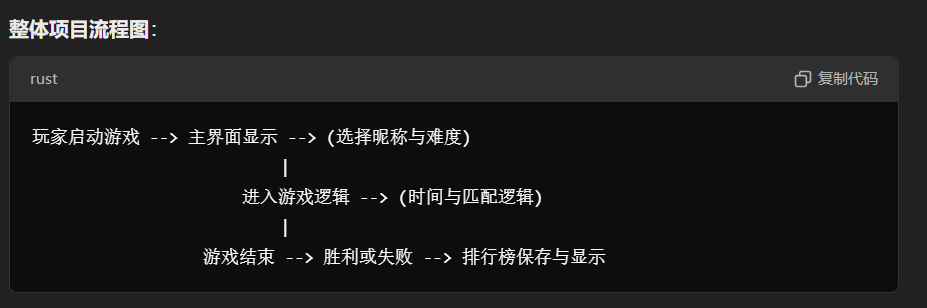 整体项目流程图：
rust
复制代码
玩家启动游戏 --> 主界面显示 --> (选择昵称与难度)
|
进入游戏逻辑 --> (时间与匹配逻辑)
|
游戏结束 --> 胜利或失败 --> 排行榜保存与显示